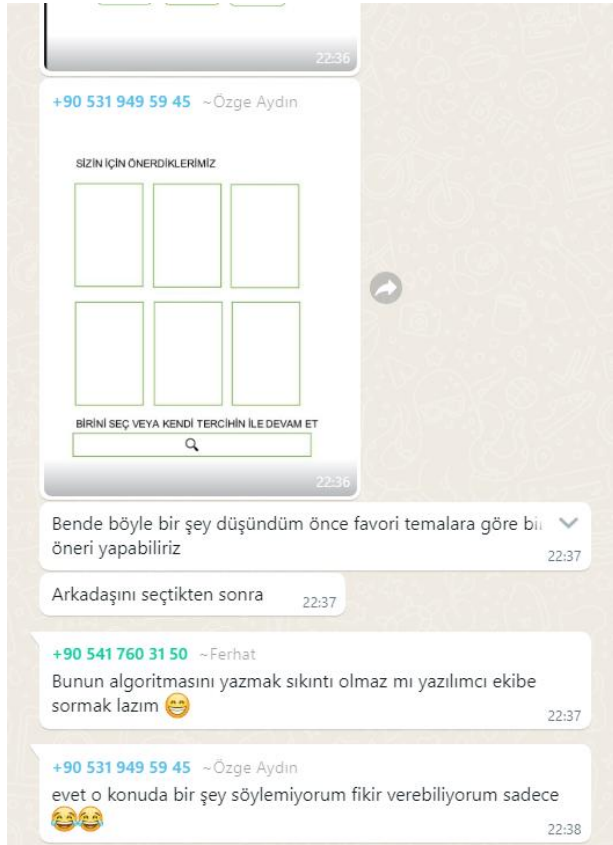 22:36
+90 531 949 59 45 ~Özge Aydın
SİZİN İÇİN ÖNERDİKLERİMİZ
BİRİNİ SEÇ VEYA KENDİ TERCİHİN İLE DEVAM ET
22:36
Bende böyle bir şey düşündüm önce favori temalara göre
öneri yapabiliriz
22:37
Arkadaşını seçtikten sonra 22:37
+90 541 760 31 50 ~Ferhat
Bunun algoritmasını yazmak sıkıntı olmaz mı yazılımcı ekibe
sormak lazım 😁
22:37
+90 531 949 59 45 ~Özge Aydın
evet o konuda bir şey söylemiyorum fikir verebiliyorum sadece
😂😂
22:38